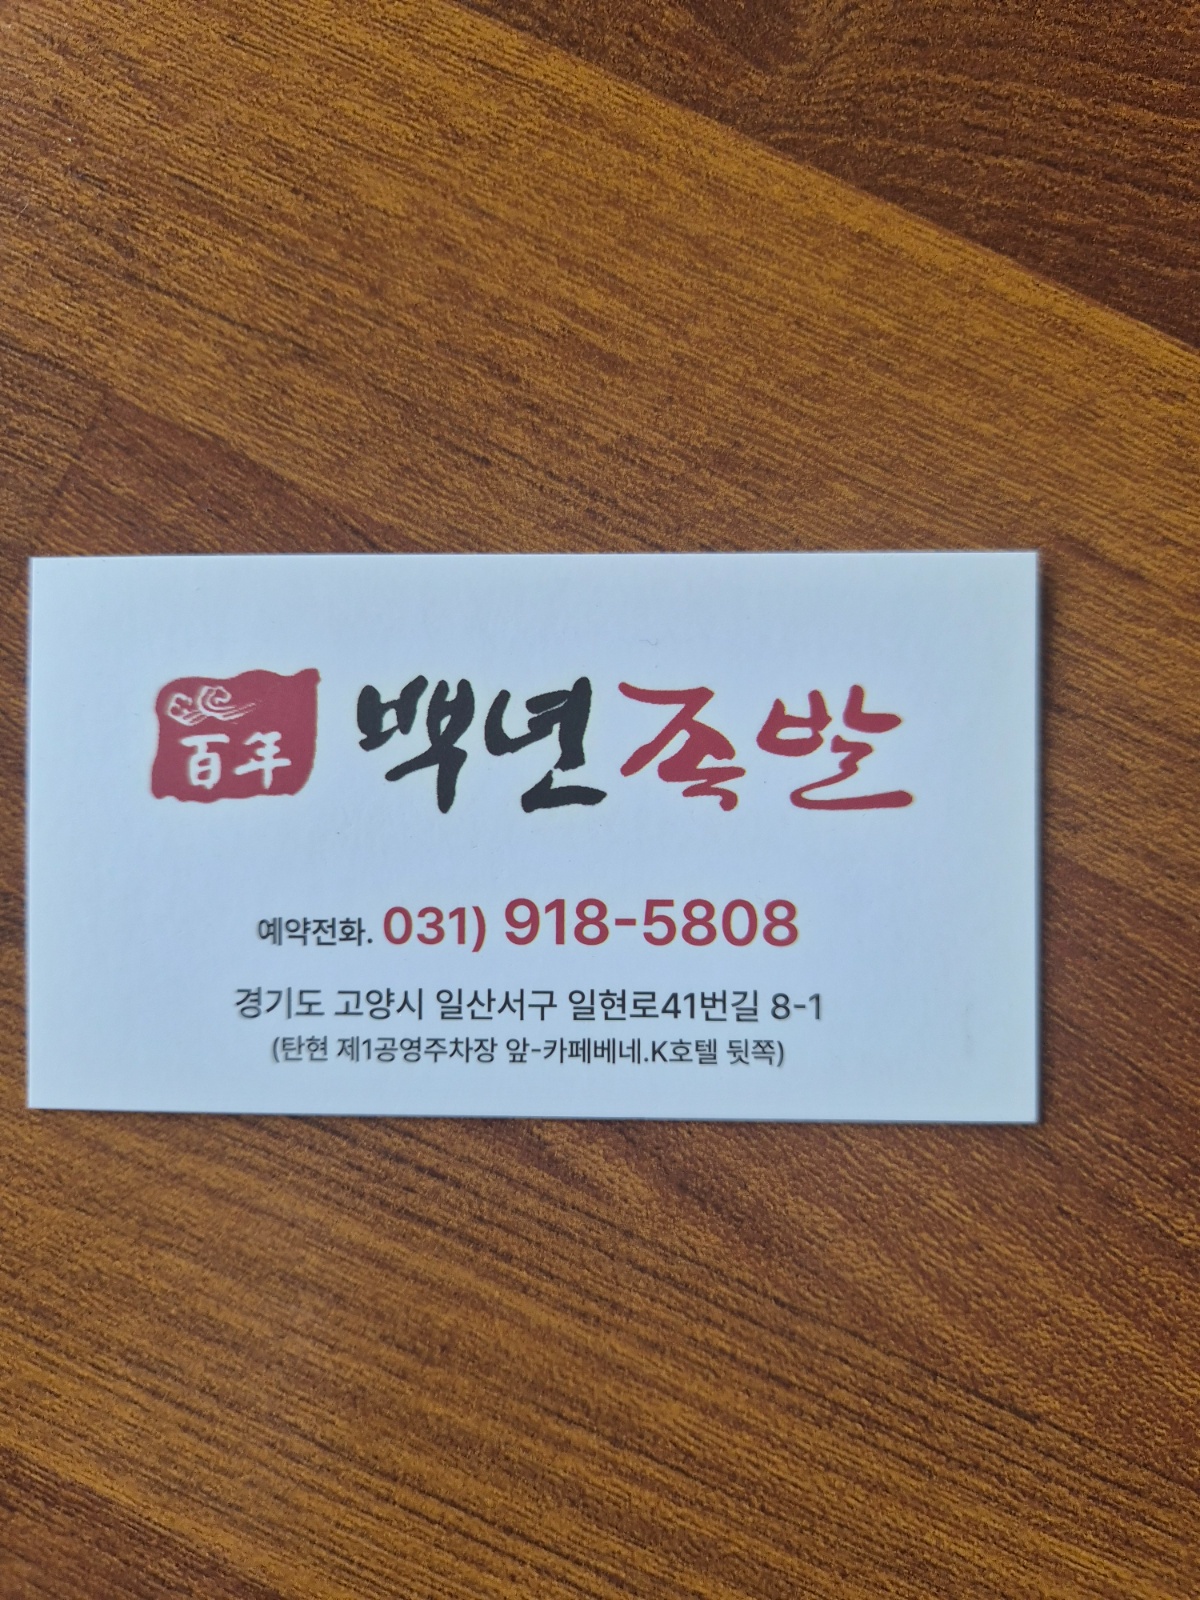 百年 백년족발
예약전화. 031) 918-5808
경기도 고양시 일산서구 일현로41번길 8-1
(탄현 제1공영주차장 앞-카페베네.K호텔 뒷쪽)